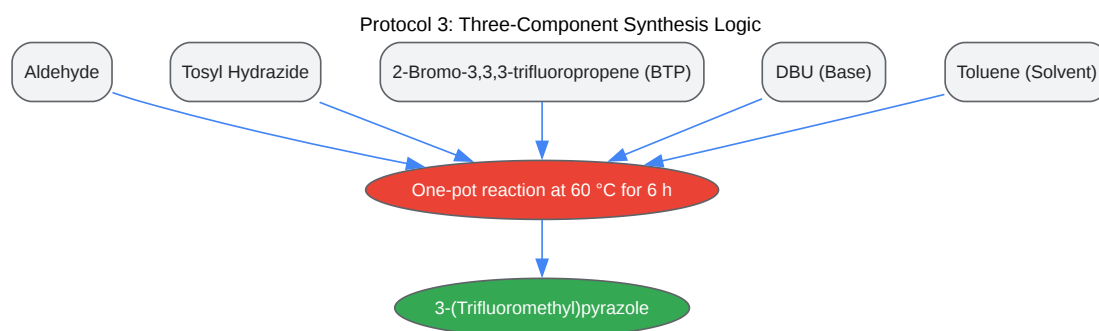 Protocol 3: Three-Component Synthesis Logic
Aldehyde
Tosyl Hydrazide
2-Bromo-3,3,3-trifluoropropene (BTP)
DBU (Base)
Toluene (Solvent)
One-pot reaction at 60 °C for 6 h
3-(Trifluoromethyl)pyrazole